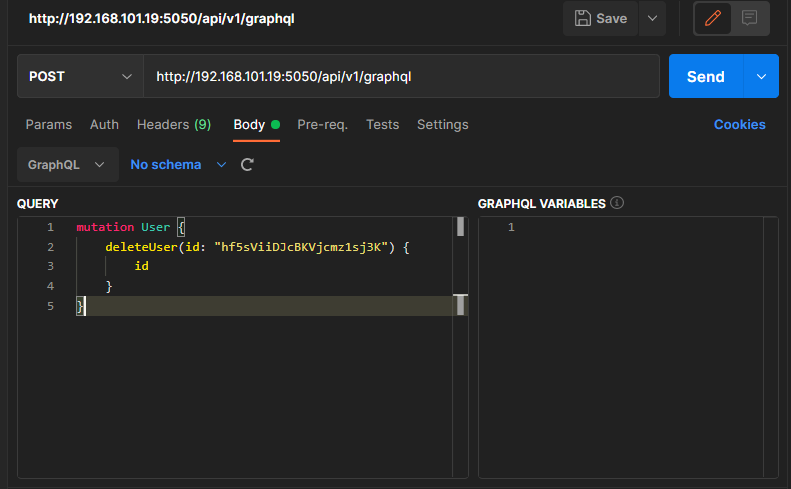 http://192.168.101.19:5050/api/v1/graphql
Save
POST
http://192.168.101.19:5050/api/v1/graphql
Send
Params Auth Headers (9) Body Pre-req. Tests Settings Cookies
GraphQL No schema
QUERY
1 mutation User {
2 deleteUser(id: "hf5sViiDJcBKVjcmz1sj3K") {
3 id
4 }
5 }
GRAPHQL VARIABLES
1